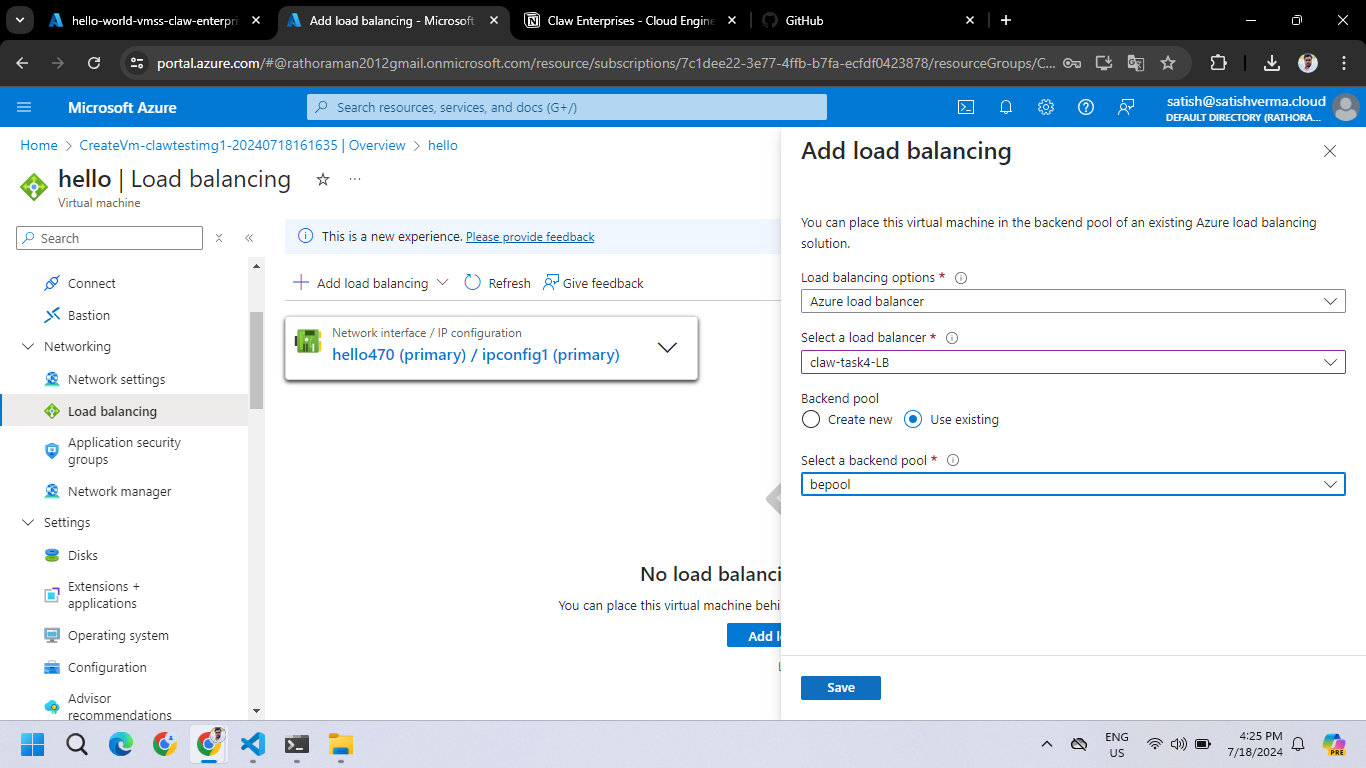 hello-world-vmss-claw-enterpri
Add load balancing - Microsoft
Claw Enterprises - Cloud Engine
GitHub
portal.azure.com/#@rathoraman2012gmail.onmicrosoft.com/resource/subscriptions/7c1dee22-3e77-4ffb-b7fa-ecfdf0423878/resourceGroups/C...
Microsoft Azure
Search resources, services, and docs (G+/)
satish@satishverma.cloud
DEFAULT DIRECTORY (RATHORA...
Home > CreateVm-clawtestimg1-20240718161635 | Overview > hello
hello | Load balancing
Virtual machine
Search
Connect
Bastion
Networking
Network settings
Load balancing
Application security
groups
Network manager
Settings
Disks
Extensions +
applications
Operating system
Configuration
Advisor
recommendations
This is a new experience. Please provide feedback
Add load balancing
Refresh
Give feedback
Network interface / IP configuration
hello470 (primary) / ipconfig1 (primary)
No load balanci
You can place this virtual machine behi
Add l
Add load balancing
You can place this virtual machine in the backend pool of an existing Azure load balancing
solution.
Load balancing options *
Azure load balancer
Select a load balancer *
claw-task4-LB
Backend pool
Create new
Use existing
Select a backend pool *
bepool
Save
ENG
US
4:25 PM
7/18/2024
PRE